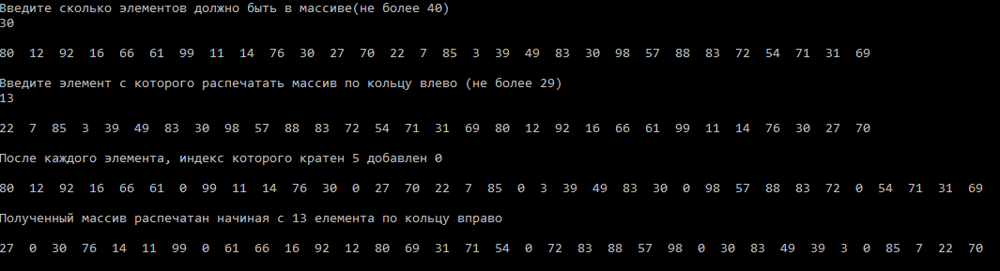 Введите сколько элементов должно быть в массиве(не более 40)
30
80 12 92 16 66 61 99 11 14 76 30 27 70 22 7 85 3 39 49 83 30 98 57 88 83 72 54 71 31 69
Введите элемент с которого распечатать массив по кольцу влево (не более 29)
13
22 7 85 3 39 49 83 30 98 57 88 83 72 54 71 31 69 80 12 92 16 66 61 99 11 14 76 30 27 70
После каждого элемента, индекс которого кратен 5 добавлен 0
80 12 92 16 66 61 0 99 11 14 76 30 0 27 70 22 7 85 0 3 39 49 83 30 0 98 57 88 83 72 0 54 71 31 69
Полученный массив распечатан начиная с 13 елемента по кольцу вправо
27 0 30 76 14 11 99 0 61 66 16 92 12 80 69 31 71 54 0 72 83 88 57 98 0 30 83 49 39 3 0 85 7 22 70